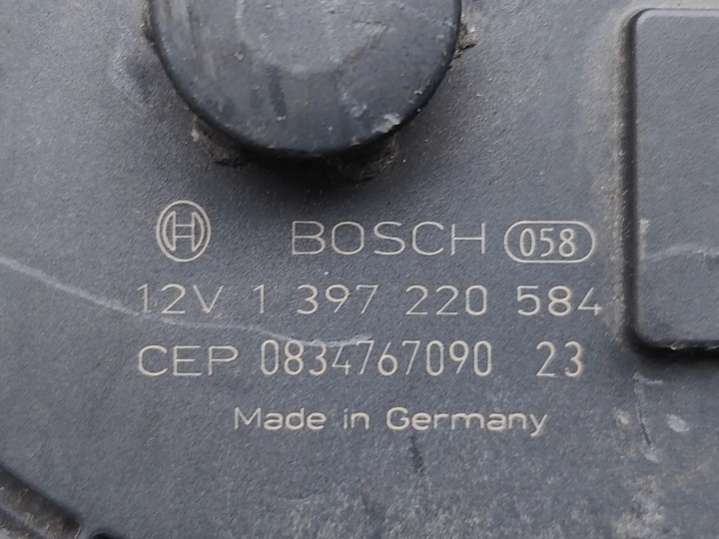 BOSCH 058
12V 1 397 220 584
CEP 0834767090 23
Made in Germany